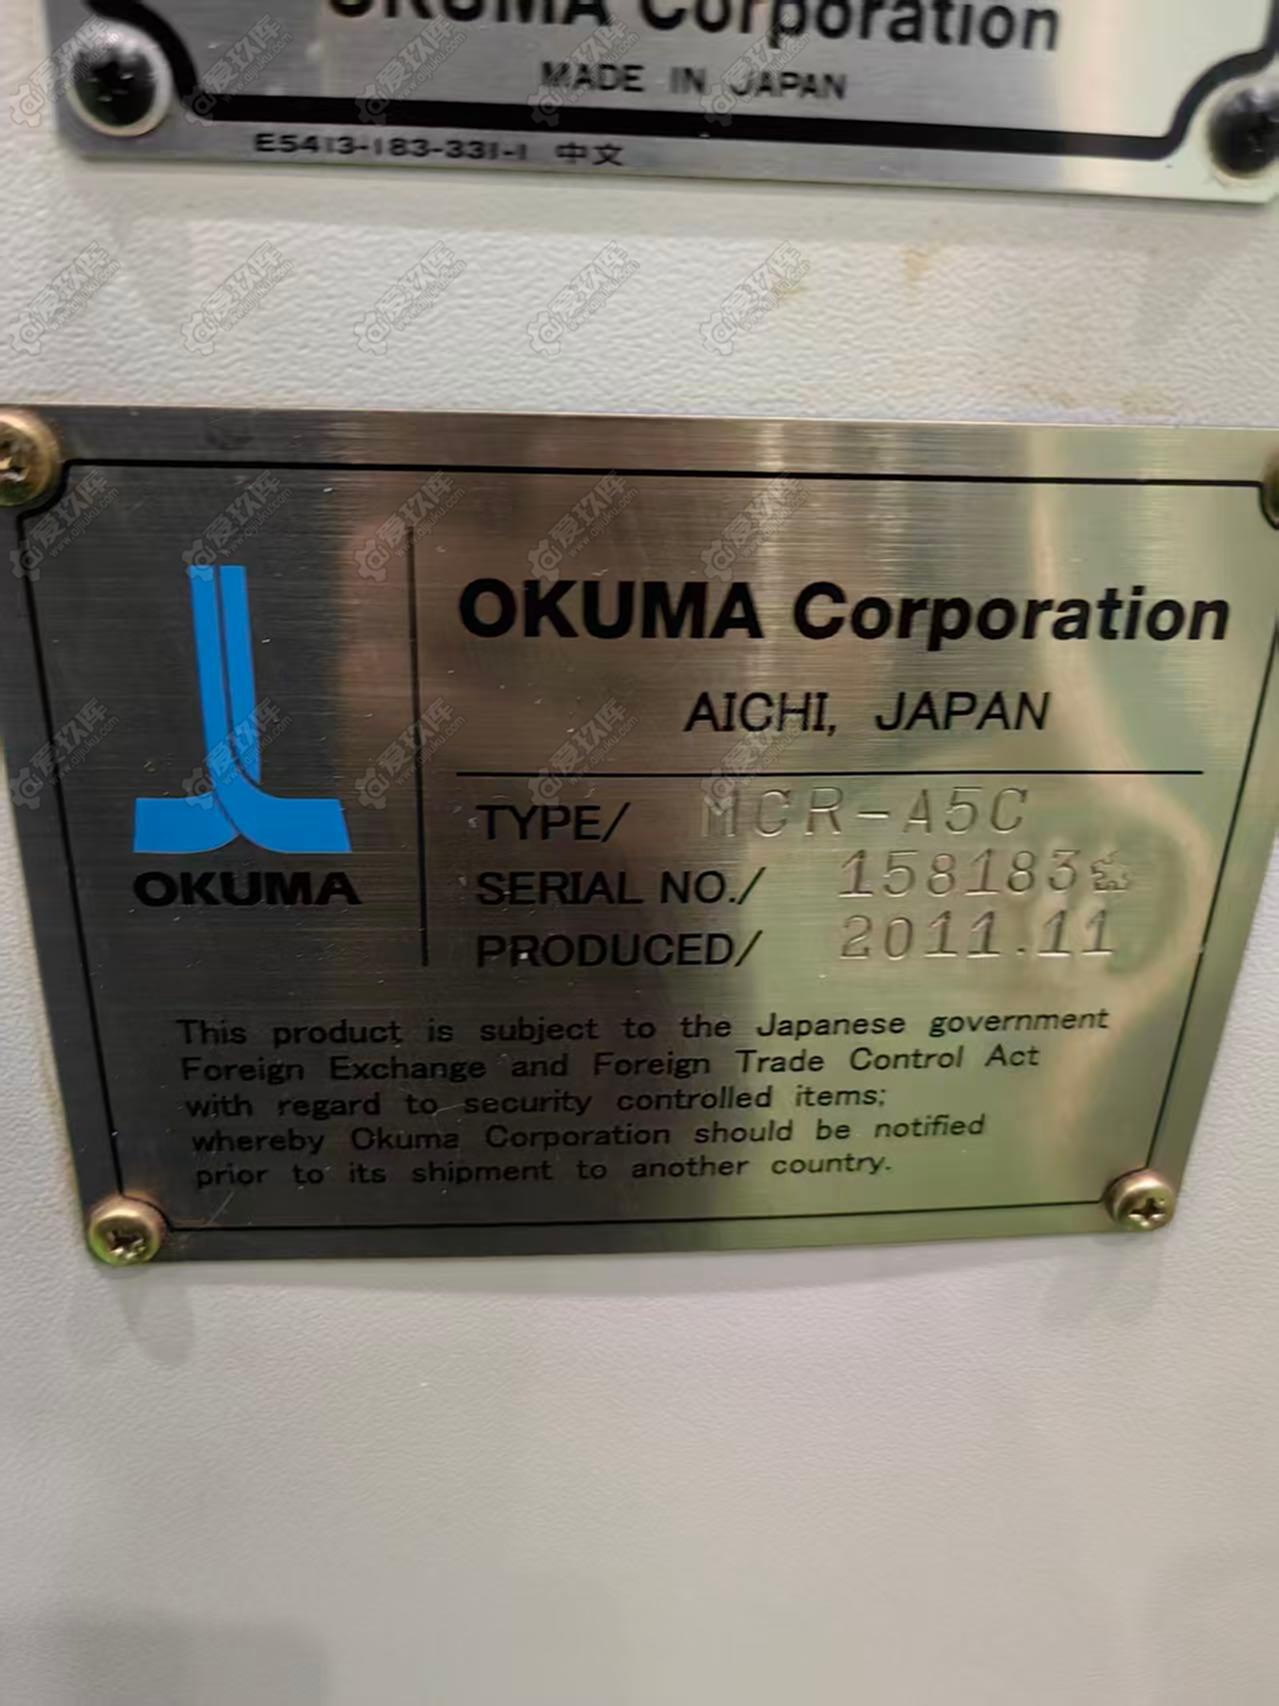 OKUMA Corporation
MADE IN JAPAN
E5413-183-331-1 中文
OKUMA Corporation
AICHI, JAPAN
TYPE/ MCR-A5C
SERIAL NO./ 158183
PRODUCED/ 2011.11
OKUMA
This product is subject to the Japanese government
Foreign Exchange and Foreign Trade Control Act
with regard to security controlled items;
whereby Okuma Corporation should be notified
prior to its shipment to another country.